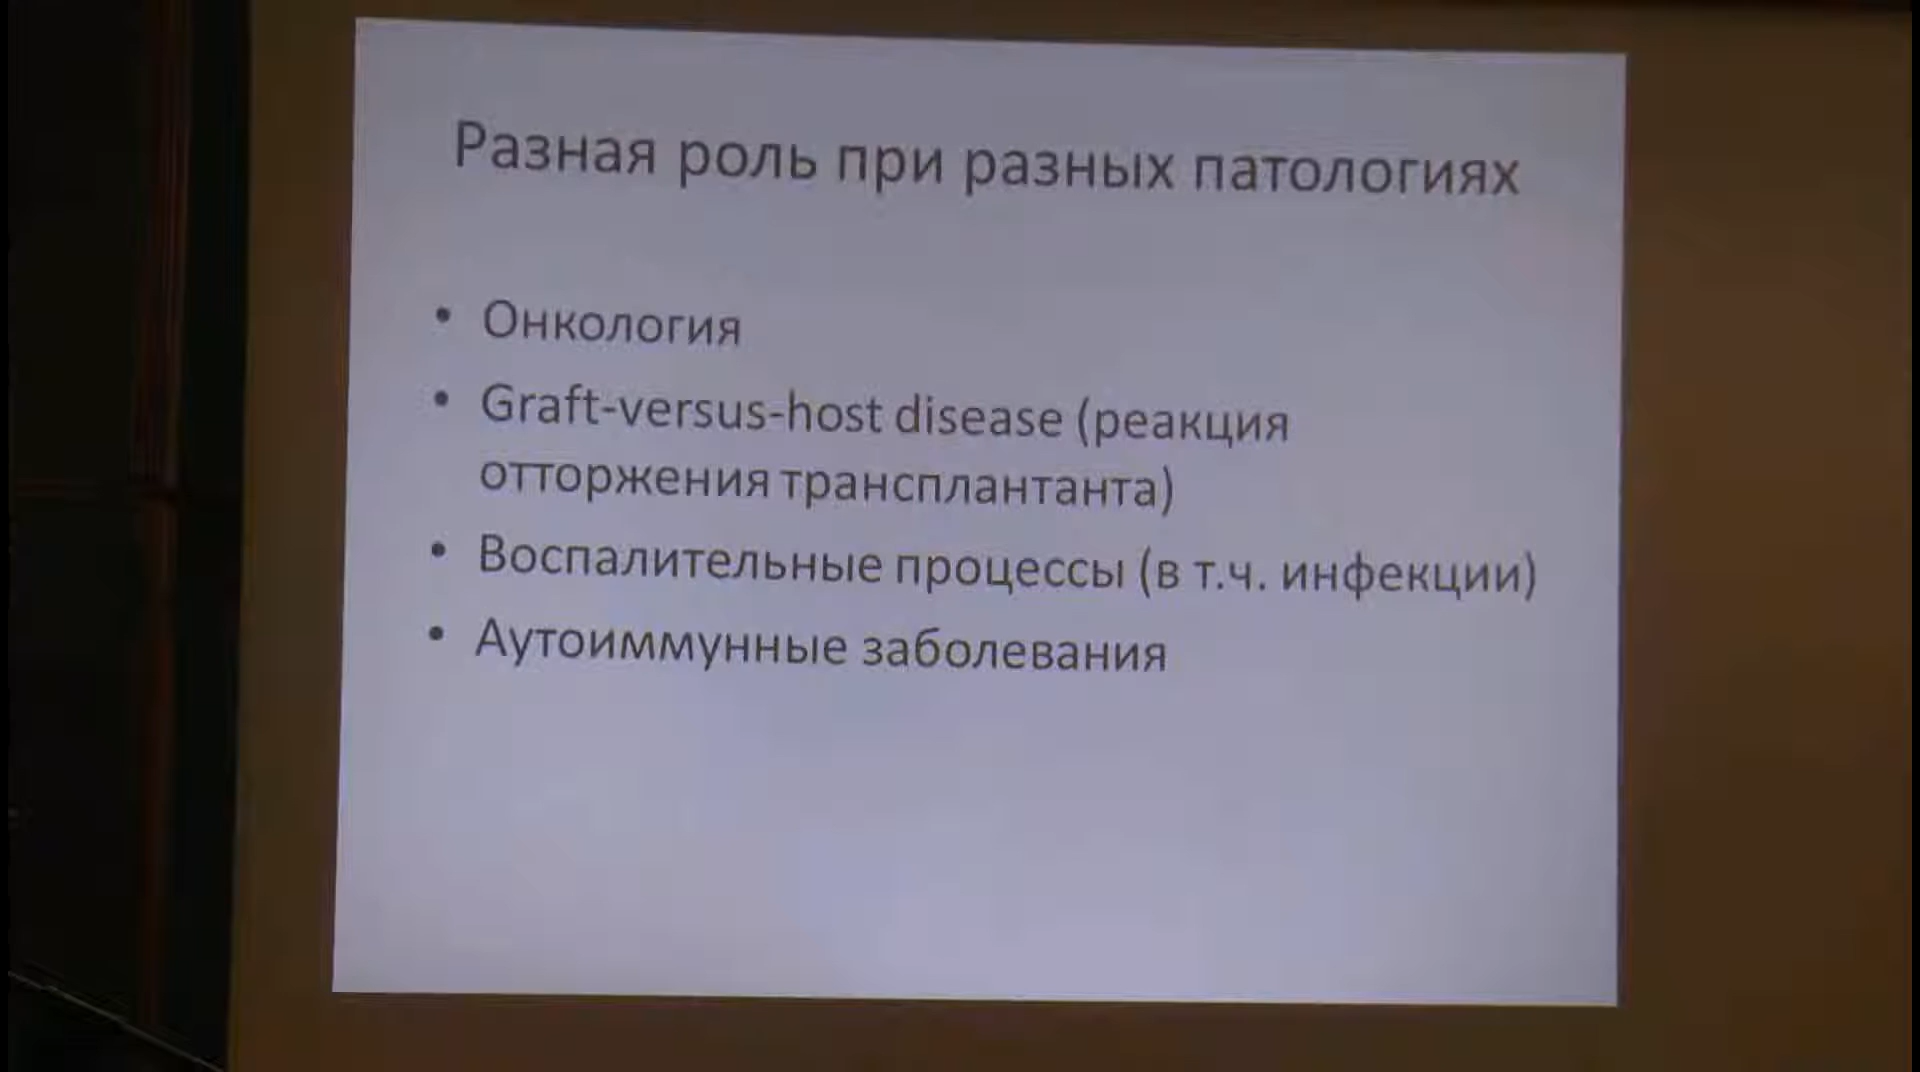 Разная роль при разных патологиях
• Онкология
• Graft-versus-host disease (реакция
отторжения трансплантанта)
• Воспалительные процессы (в т.ч. инфекции)
• Аутоиммунные заболевания